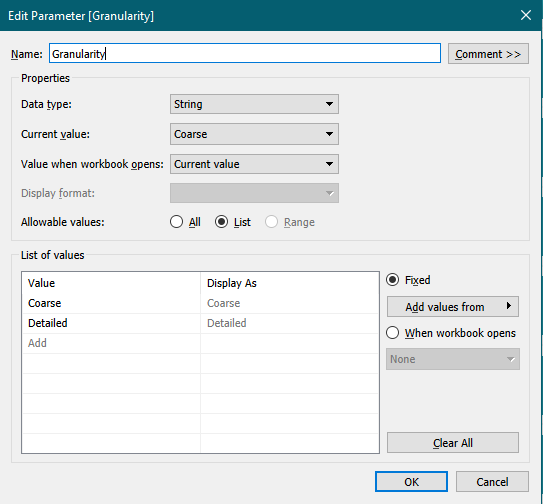 Edit Parameter [Granularity]
Name: Granularity Comment >>
Properties
Data type: String
Current value: Coarse
Value when workbook opens: Current value
Display format:
Allowable values: All List Range
List of values
Value Display As Fixed
Coarse Coarse Add values from
Detailed Detailed When workbook opens
Add None
Clear All
OK Cancel